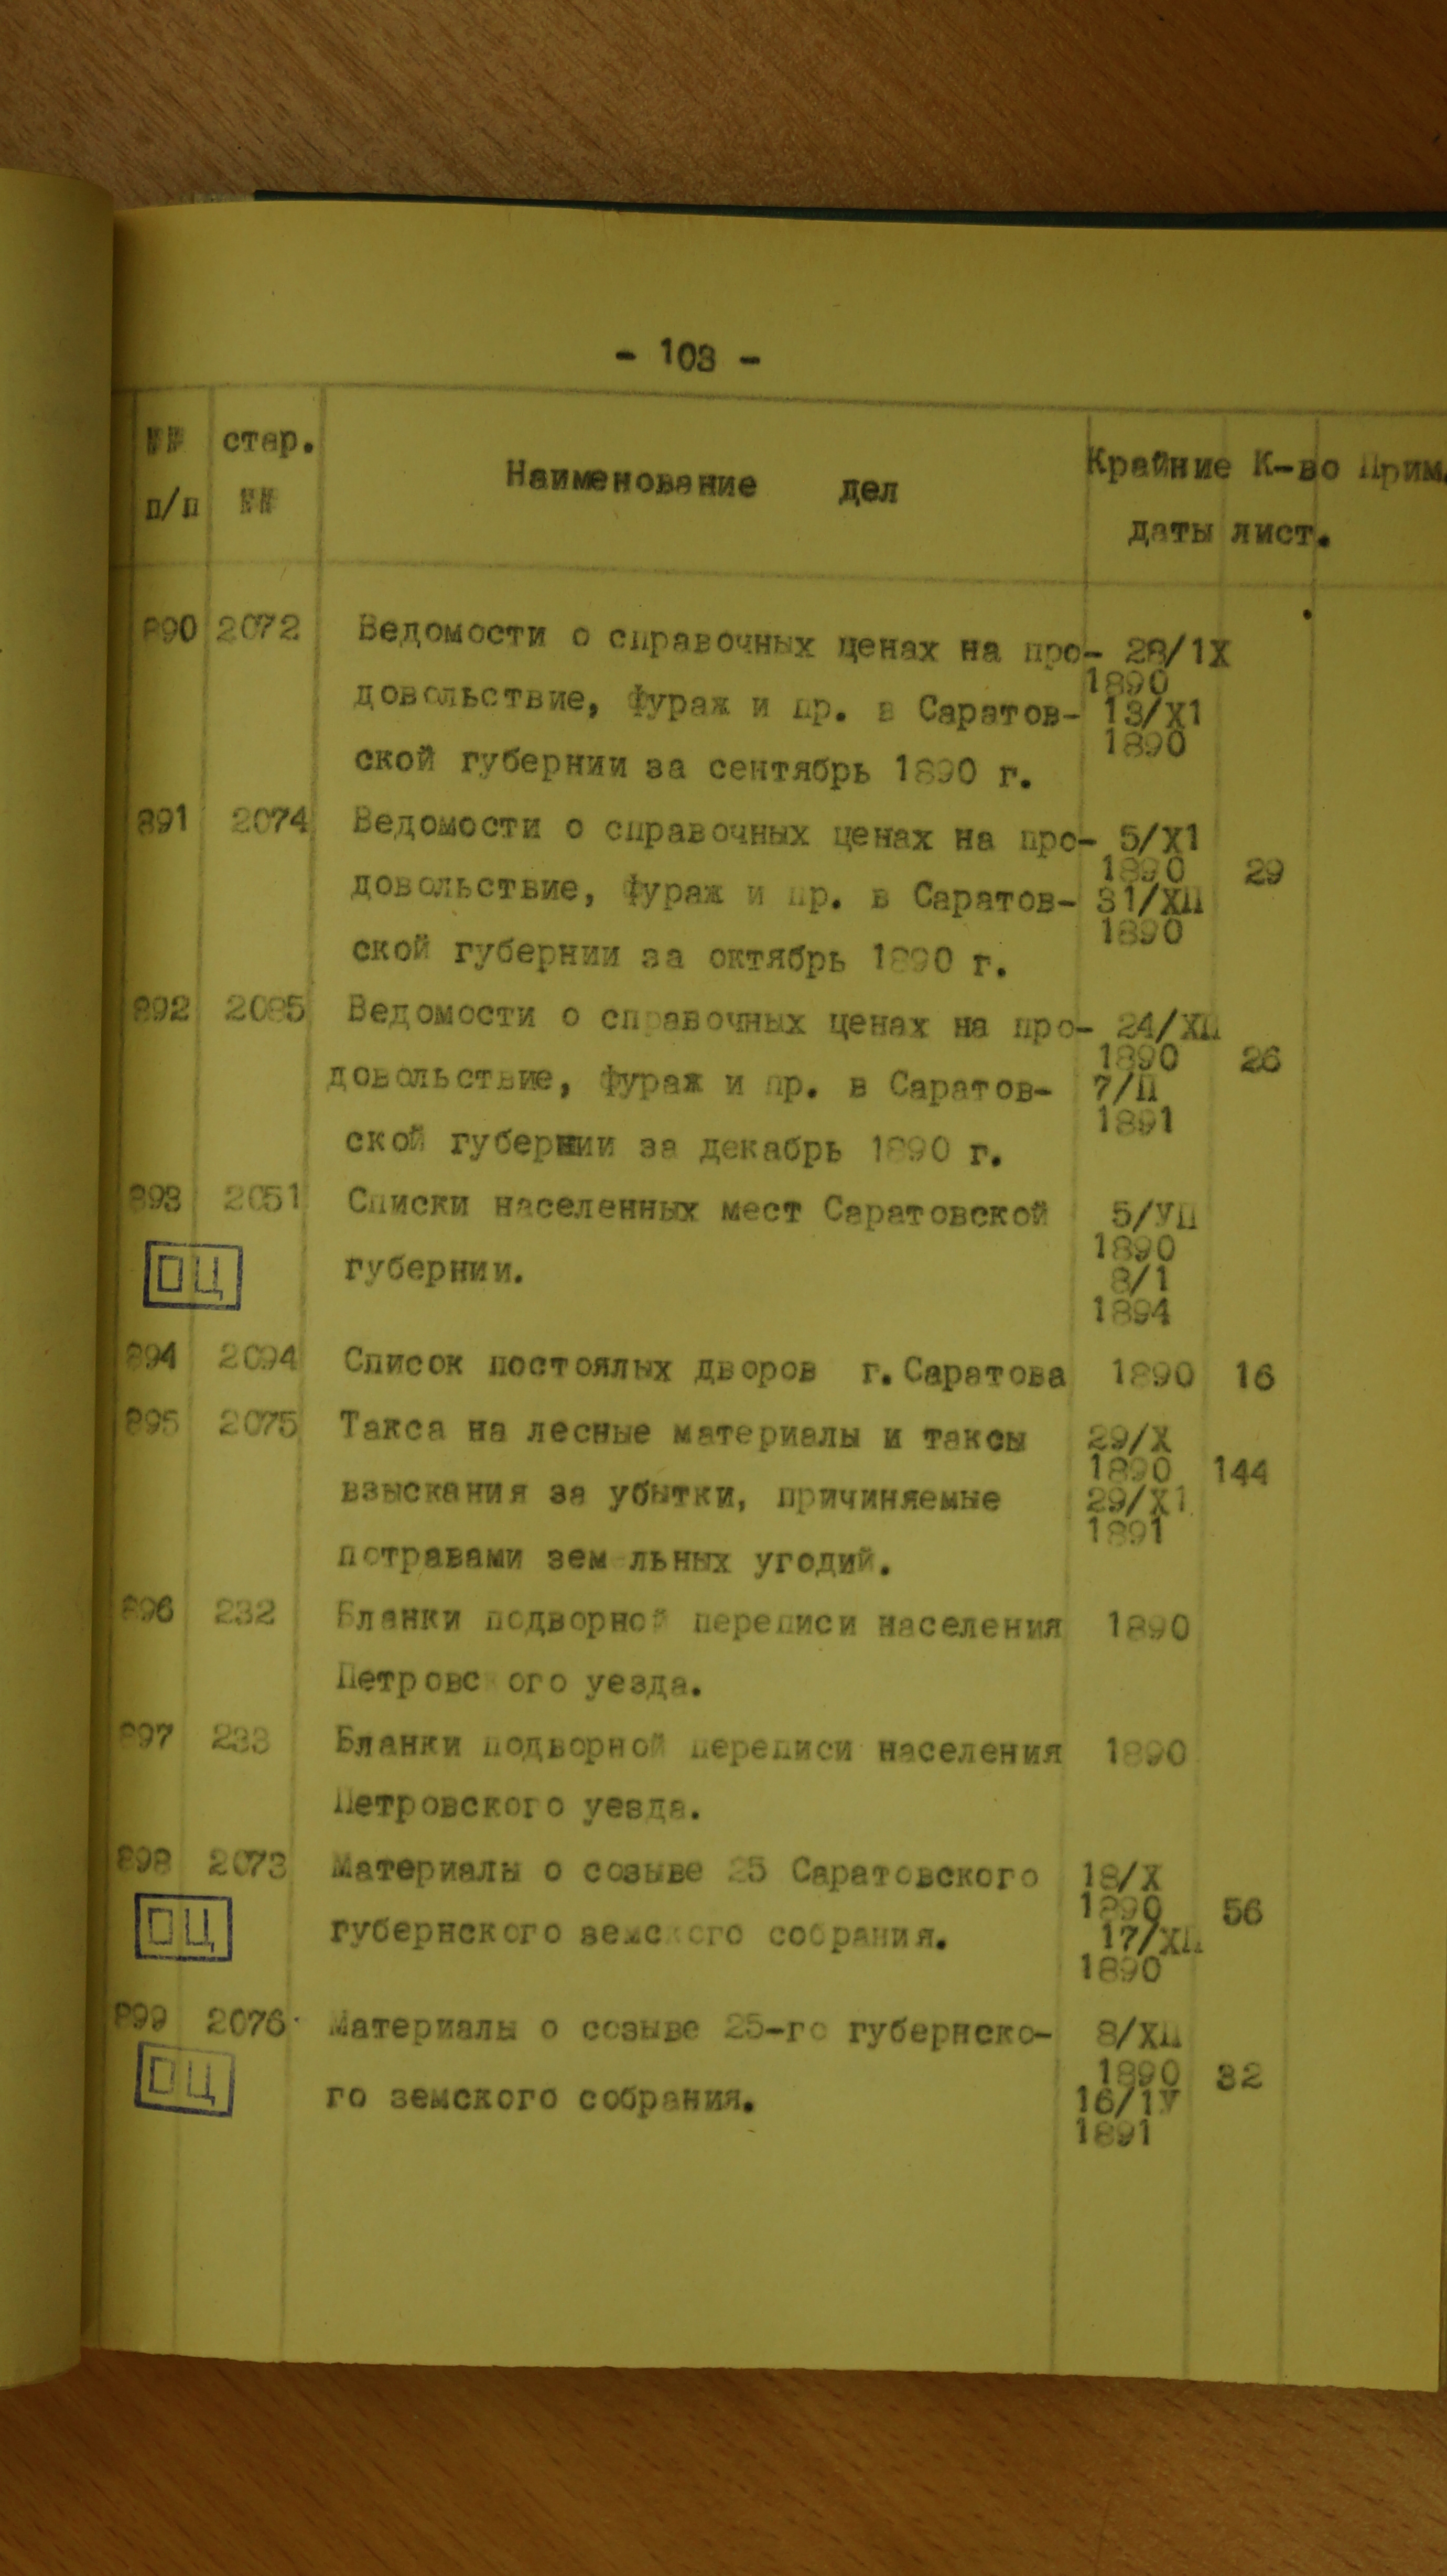 - 103 -
№№ стар. Наименование дел Крайние К-во Прим.
п/п №№ даты лист.
890 2072 Ведомости о справочных ценах на про- 28/1Х
1890
довольствие, фураж и пр. в Саратов- 13/Х1
1890
ской губернии за сентябрь 1890 г.
891 2074 Ведомости о справочных ценах на про- 5/Х1
1890 29
довольствие, фураж и пр. в Саратов- 31/ХП
1890
ской губернии за октябрь 1890 г.
892 2085 Ведомости о справочных ценах на про- 24/ХП
1890 26
довольствие, фураж и пр. в Саратов- 7/П
1891
ской губернии за декабрь 1890 г.
893 2051 Списки населенных мест Саратовской 5/УП
1890
ОЦ губернии. 8/1
1894
894 2094 Список постоялых дворов г.Саратова 1890 16
895 2075 Такса на лесные материалы и таксы 29/Х
1890 144
взыскания за убытки, причиняемые 29/Х1
1891
потравами зем льных угодий.
896 232 Бланки подворной переписи населения 1890
Петровс ого уезда.
897 233 Бланки подворной переписи населения 1890
Петровского уезда.
898 2073 Материалы о созыве 25 Саратовского 18/Х
1890 56
ОЦ губернского земского собрания. 17/ХП
1890
899 2076 Материалы о созыве 25-го губернско- 8/ХП
ОЦ 1890 32
го земского собрания. 16/1У
1891